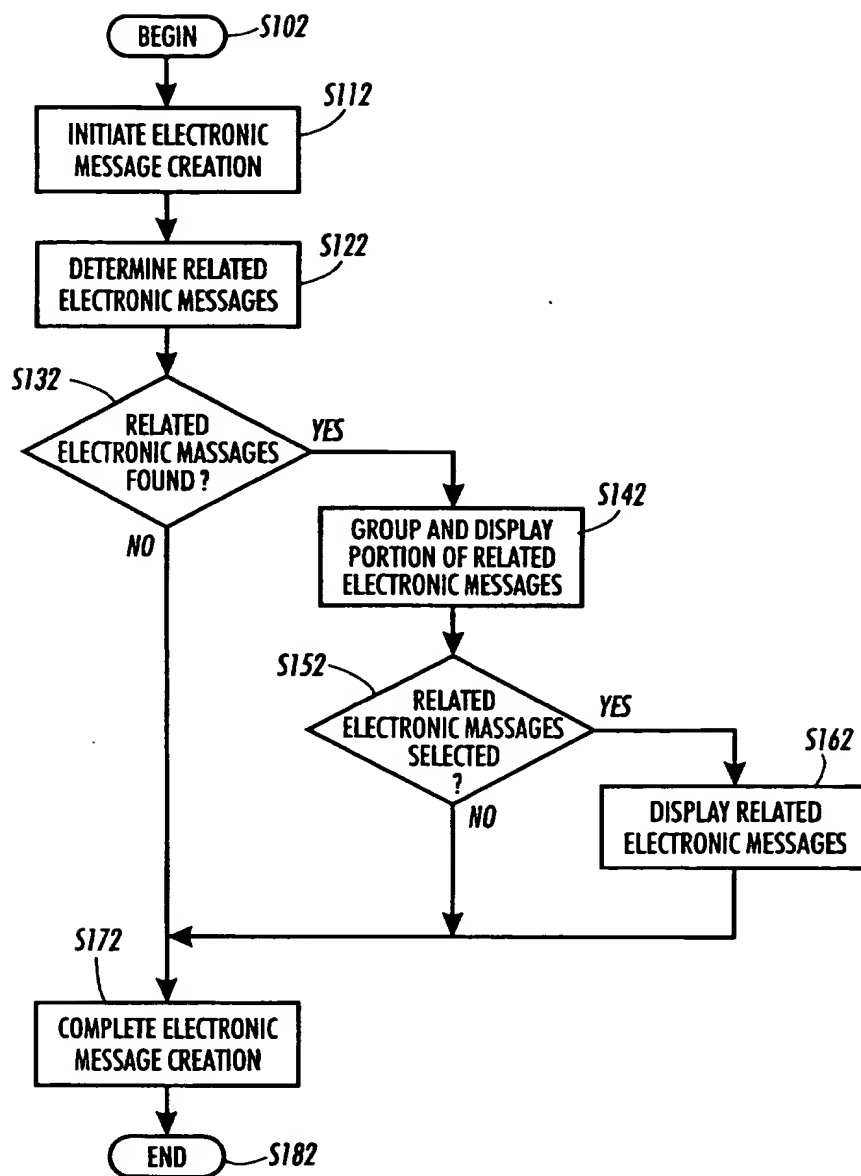 BEGIN
S102
S112
INITIATE ELECTRONIC
MESSAGE CREATION
S122
DETERMINE RELATED
ELECTRONIC MESSAGES
S132
RELATED
ELECTRONIC MASSAGES
FOUND ?
YES
NO
S142
GROUP AND DISPLAY
PORTION OF RELATED
ELECTRONIC MESSAGES
S152
RELATED
ELECTRONIC MASSAGES
SELECTED
?
YES
NO
S162
DISPLAY RELATED
ELECTRONIC MESSAGES
S172
COMPLETE ELECTRONIC
MESSAGE CREATION
END
S182